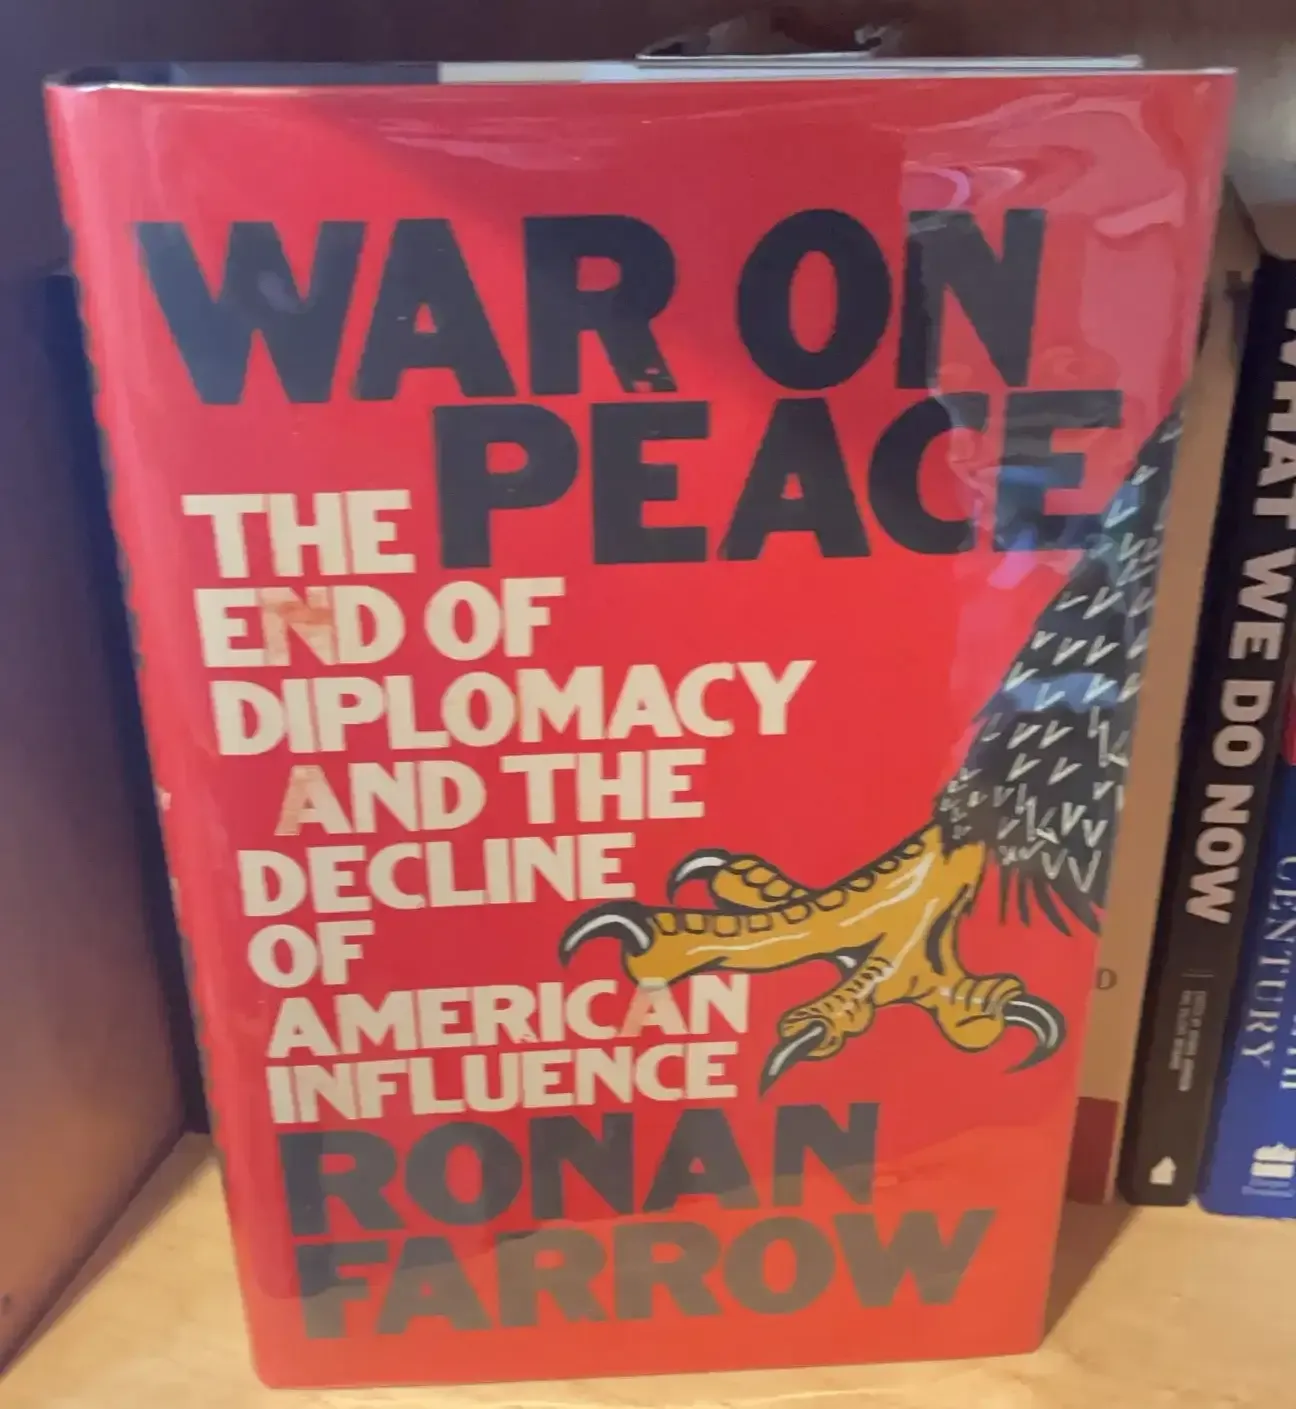 WAR ON
PEACE
THE
END OF
DIPLOMACY
AND THE
DECLINE
OF
AMERICAN
INFLUENCE
RONAN
FARROW
WHAT WE DO NOW
CENTURY
D